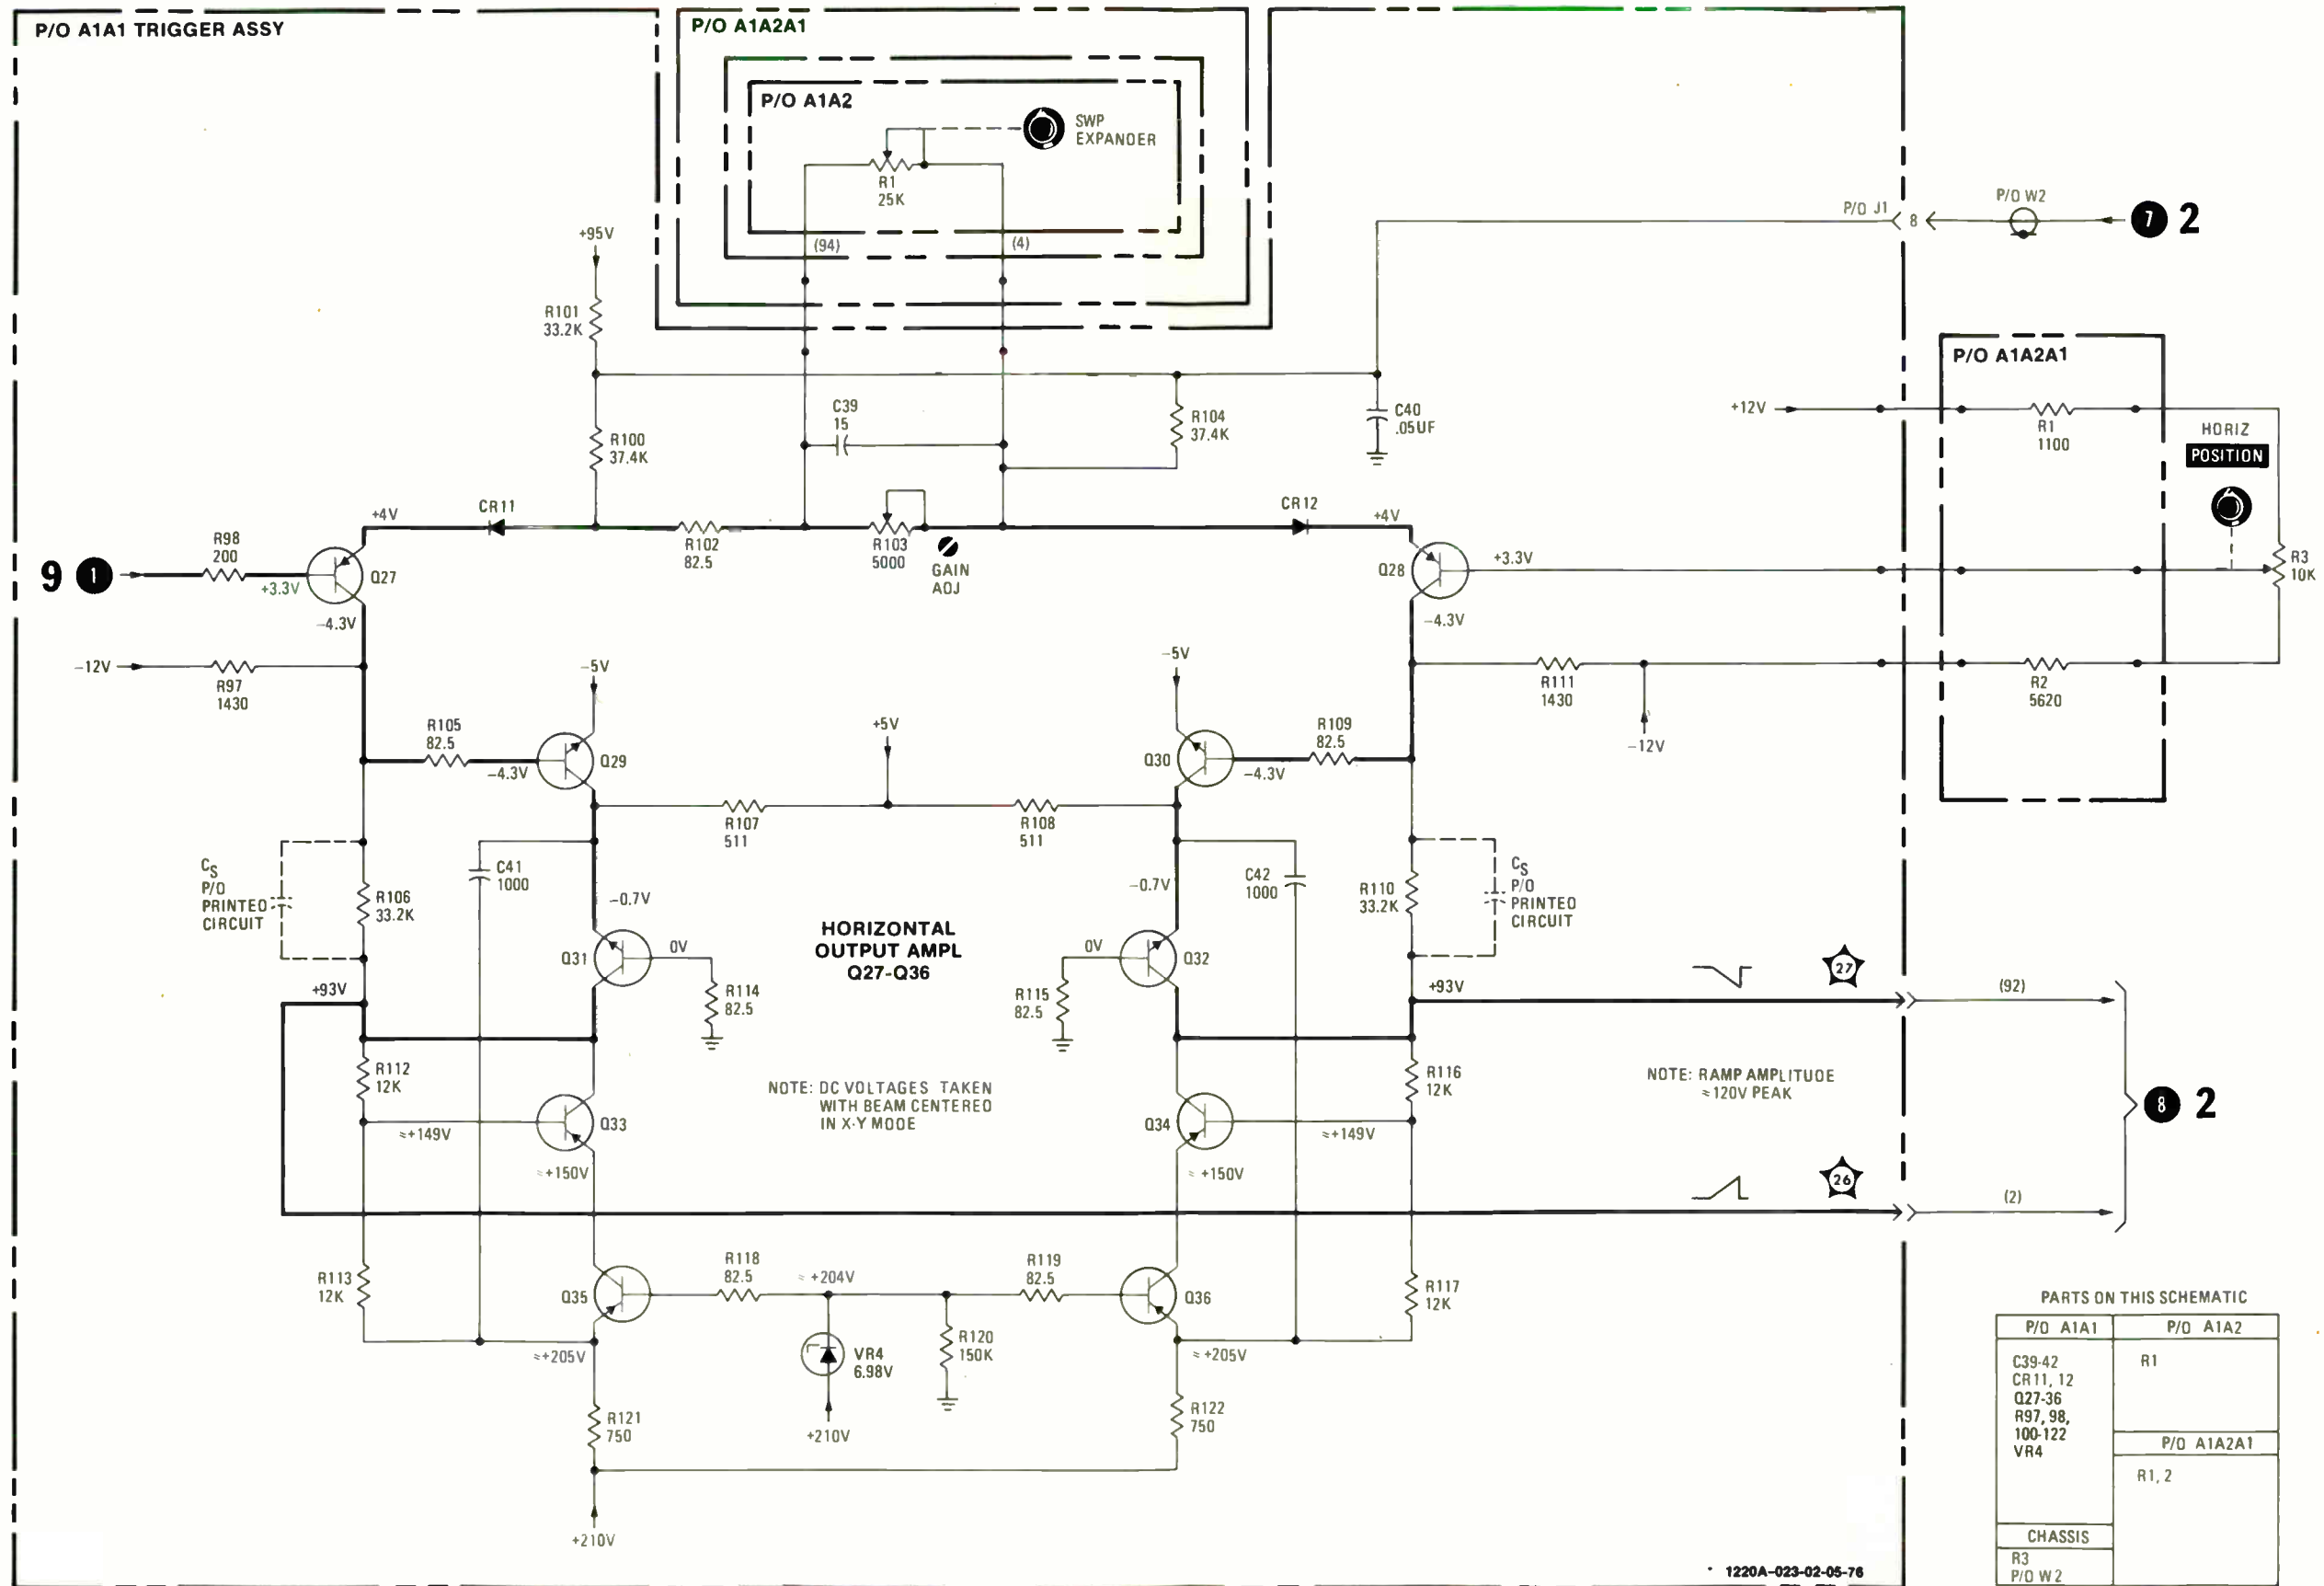 P/O A1A1 TRIGGER ASSY
P/O A1A2A1
P/O A1A2
SWP
EXPANDER
R1
25K
(94)
(4)
+95V
R101
33.2K
P/O J1
8
P/O W2
7 2
P/O A1A2A1
+12V
R1
1100
HORIZ
POSITION
R3
10K
C39
15
R104
37.4K
C40
.05UF
R100
37.4K
+4V
CR11
R102
82.5
R103
5000
GAIN
ADJ
CR12
+4V
9 1
R98
200
+3.3V
Q27
-4.3V
Q28
+3.3V
-4.3V
-12V
R97
1430
-5V
-5V
R111
1430
-12V
R2
5620
R105
82.5
-4.3V
Q29
+5V
Q30
-4.3V
R109
82.5
R107
511
R108
511
CS
P/O
PRINTED
CIRCUIT
R106
33.2K
C41
1000
-0.7V
-0.7V
C42
1000
R110
33.2K
CS
P/O
PRINTED
CIRCUIT
HORIZONTAL
OUTPUT AMPL
Q27-Q36
Q31
0V
R114
82.5
0V
R115
82.5
Q32
+93V
+93V
27
(92)
R112
12K
NOTE: DC VOLTAGES TAKEN
WITH BEAM CENTERED
IN X-Y MODE
R116
12K
NOTE: RAMP AMPLITUDE
≈120V PEAK
8 2
≈+149V
Q33
≈+150V
Q34
≈+149V
≈ +150V
26
(2)
R113
12K
Q35
R118
82.5
≈ +204V
R119
82.5
Q36
R117
12K
≈+205V
VR4
6.98V
R120
150K
≈ +205V
R121
750
+210V
R122
750
+210V
PARTS ON THIS SCHEMATIC
P/O A1A1
P/O A1A2
C39-42
CR11, 12
Q27-36
R97, 98,
100-122
VR4
R1
P/O A1A2A1
R1, 2
CHASSIS
R3
P/O W2
1220A-023-02-05-76